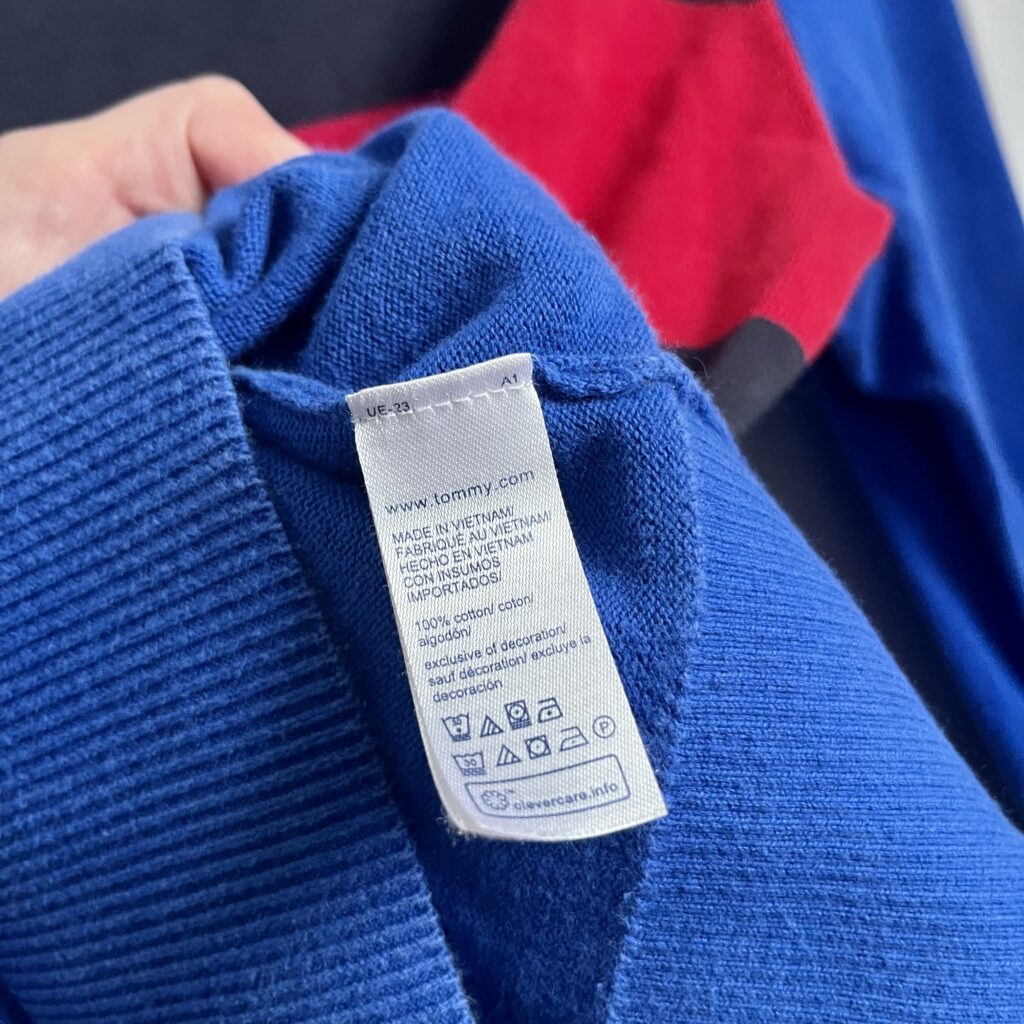 UE-23 A1
www.tommy.com
MADE IN VIETNAM/
FABRIQUÉ AU VIETNAM/
HECHO EN VIETNAM
CON INSUMOS
IMPORTADOS/
100% cotton/ coton/
algodón/
exclusive of decoration/
sauf décoration/ excluye la
decoración
30 P
clevercare.info